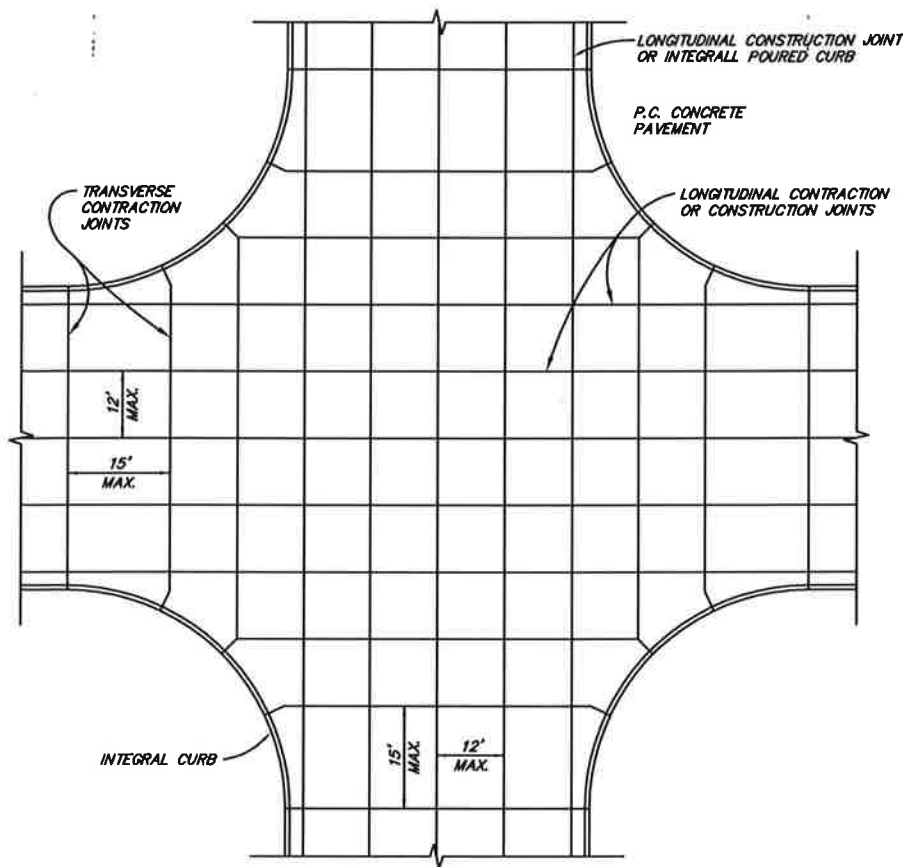 LONGITUDINAL CONSTRUCTION JOINT
OR INTEGRALL POURED CURB
P.C. CONCRETE
PAVEMENT
TRANSVERSE
CONTRACTION
JOINTS
LONGITUDINAL CONTRACTION
OR CONSTRUCTION JOINTS
12'
MAX.
15'
MAX.
INTEGRAL CURB
15'
MAX.
12'
MAX.